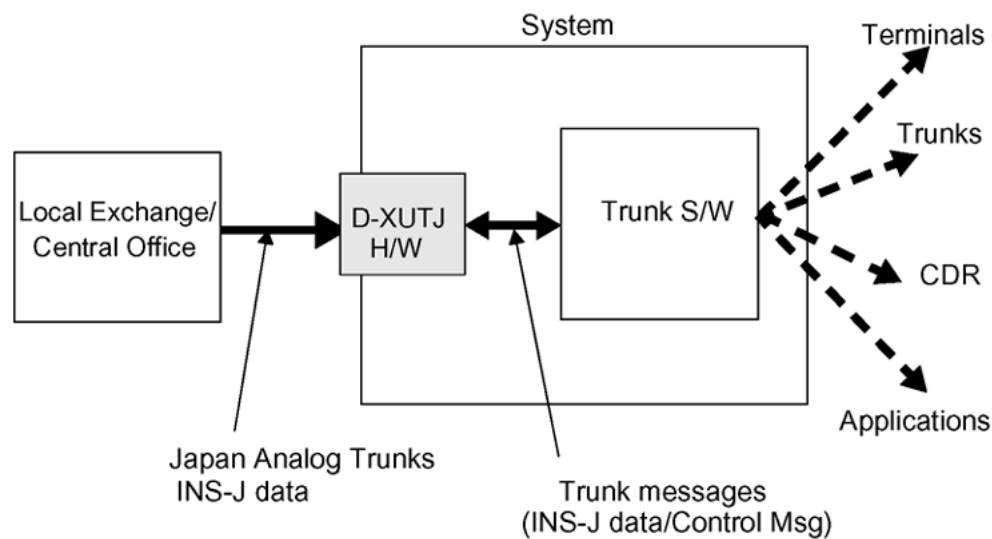 System
Terminals
Trunks
Local Exchange/
Central Office
D-XUTJ
H/W
Trunk S/W
CDR
Applications
Japan Analog Trunks
INS-J data
Trunk messages
(INS-J data/Control Msg)